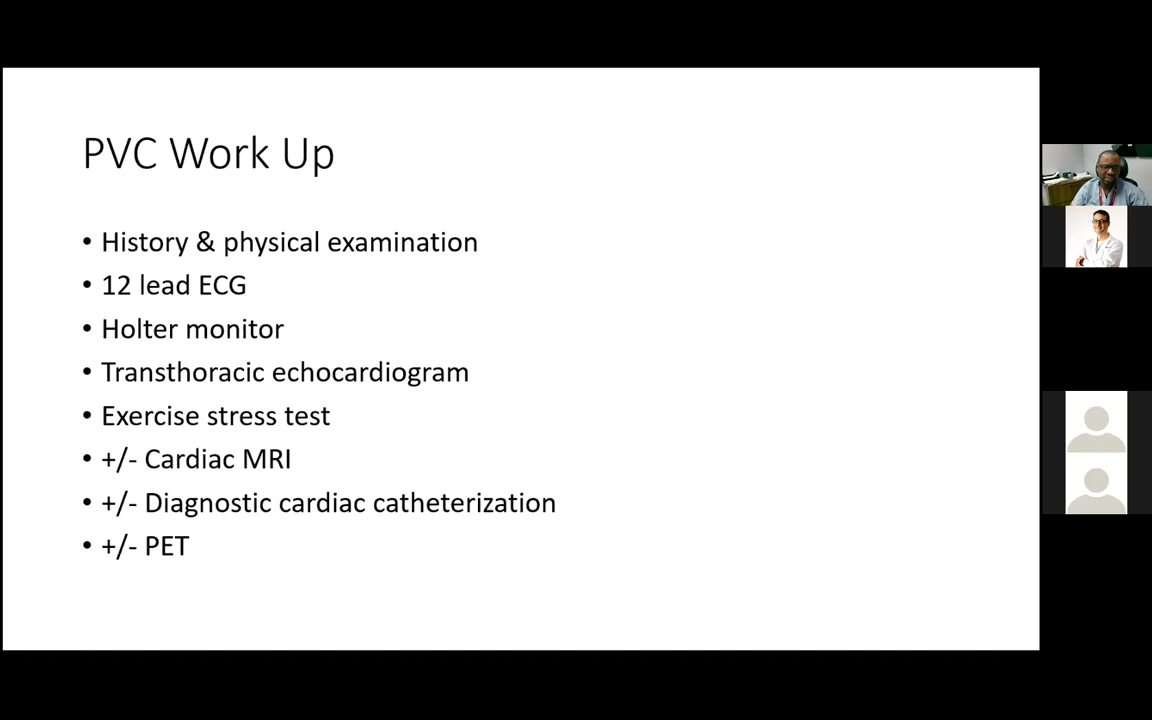 PVC Work Up
• History & physical examination
• 12 lead ECG
• Holter monitor
• Transthoracic echocardiogram
• Exercise stress test
• +/- Cardiac MRI
• +/- Diagnostic cardiac catheterization
• +/- PET